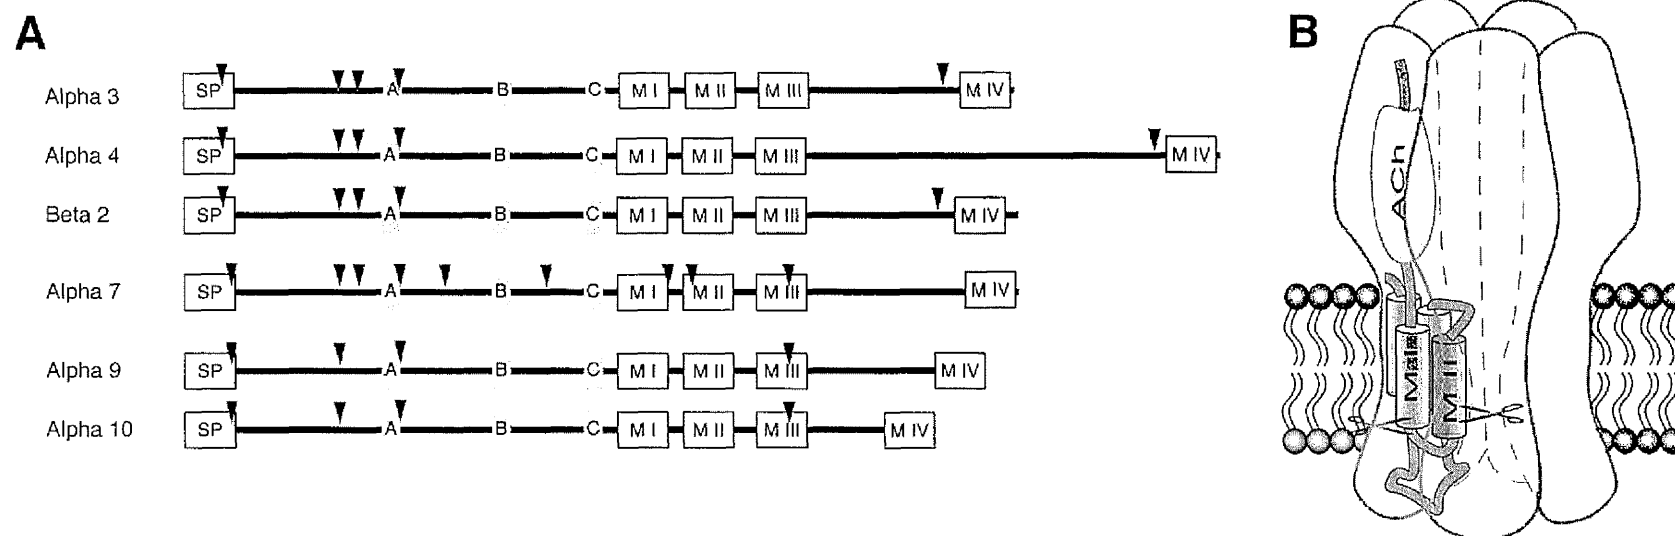 A
B
Alpha 3 SP A B C M I M II M III M IV
Alpha 4 SP A B C M I M II M III M IV
Beta 2 SP A B C M I M II M III M IV
Alpha 7 SP A B C M I M II M III M IV
Alpha 9 SP A B C M I M II M III M IV
Alpha 10 SP A B C M I M II M III M IV
ACh
M II